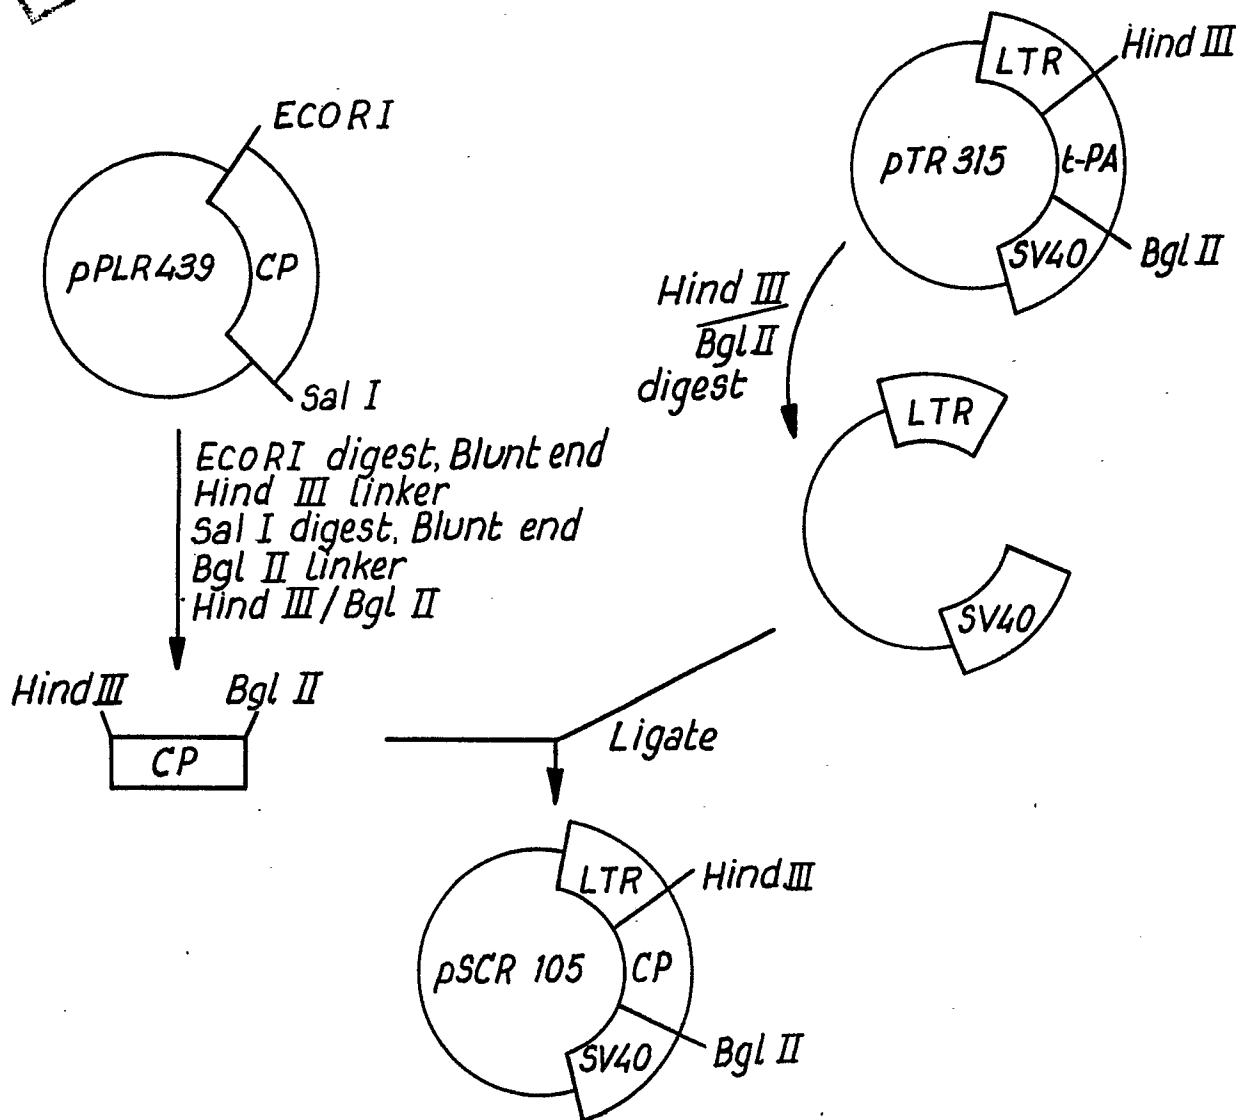 ECORI
pPLR439
CP
Sal I
EcoRI digest, Blunt end
Hind III linker
Sal I digest, Blunt end
Bgl II linker
Hind III / Bgl II
Hind III
Bgl II
CP
LTR
Hind III
pTR 315
t-PA
SV40
Bgl II
Hind III
Bgl II
digest
LTR
SV40
Ligate
LTR
Hind III
pSCR 105
CP
SV40
Bgl II